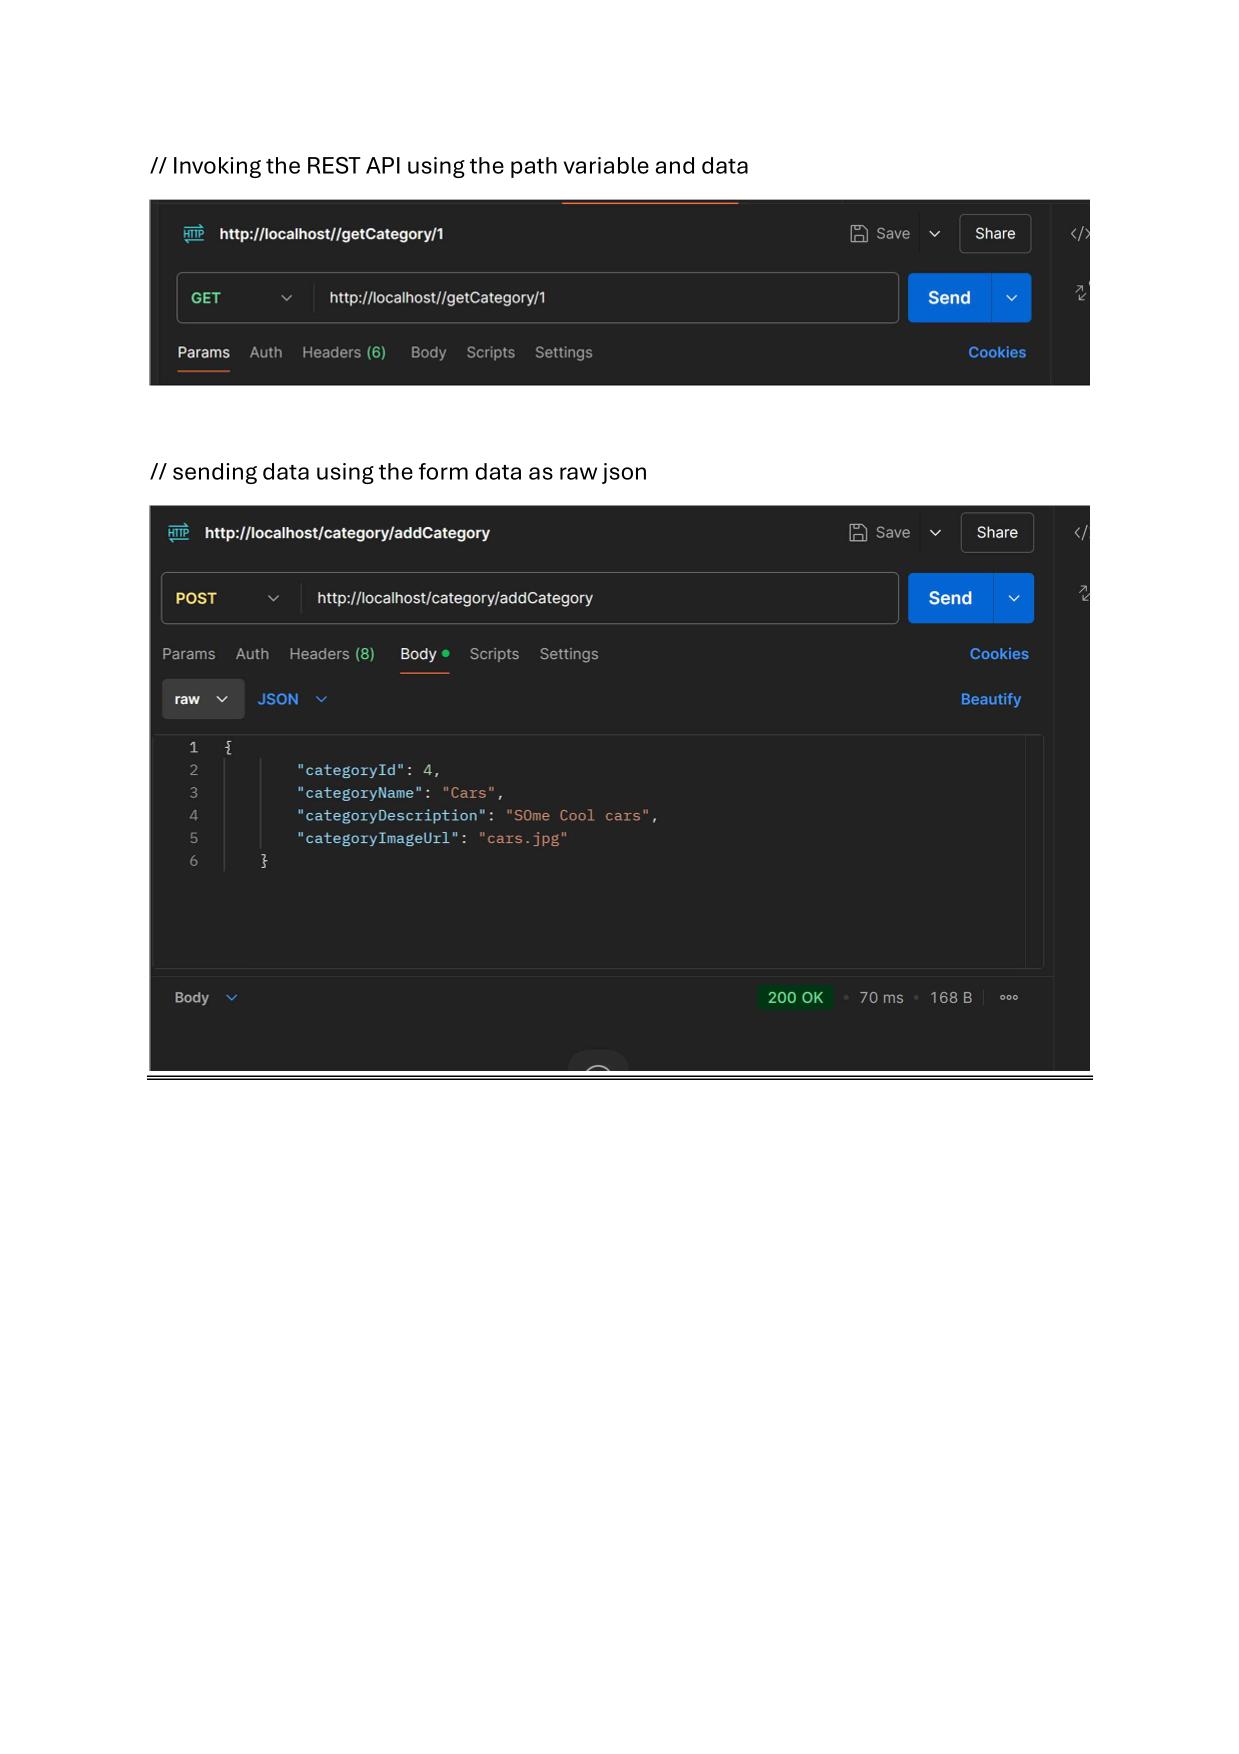 // Invoking the REST API using the path variable and data
HTTP http://localhost//getCategory/1 Save Share </>
GET http://localhost//getCategory/1 Send
Params Auth Headers (6) Body Scripts Settings Cookies
// sending data using the form data as raw json
HTTP http://localhost/category/addCategory Save Share </
POST http://localhost/category/addCategory Send
Params Auth Headers (8) Body Scripts Settings Cookies
raw JSON Beautify
1 {
2 "categoryId": 4,
3 "categoryName": "Cars",
4 "categoryDescription": "SOme Cool cars",
5 "categoryImageUrl": "cars.jpg"
6 }
Body 200 OK • 70 ms • 168 B